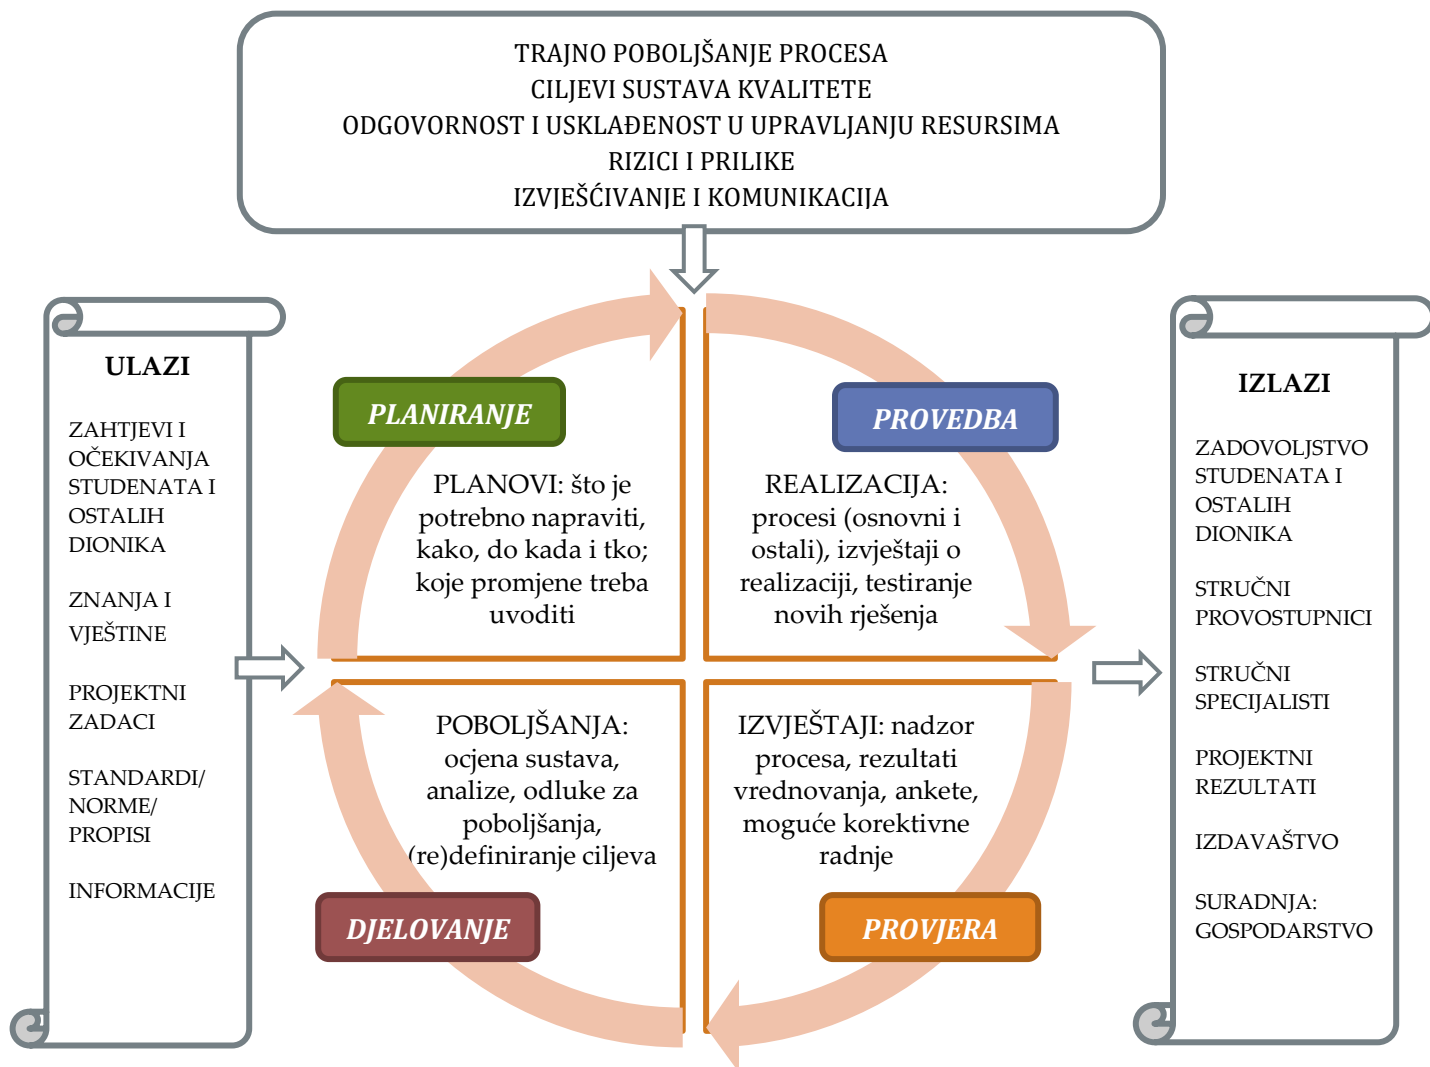 TRAJNO POBOLJŠANJE PROCESA
CILJEVI SUSTAVA KVALITETE
ODGOVORNOST I USKLAĐENOST U UPRAVLJANJU RESURSIMA
RIZICI I PRILIKE
IZVJEŠĆIVANJE I KOMUNIKACIJA
ULAZI
ZAHTJEVI I
OČEKIVANJA
STUDENATA I
OSTALIH
DIONIKA
ZNANJA I
VJEŠTINE
PROJEKTNI
ZADACI
STANDARDI/
NORME/
PROPISI
INFORMACIJE
PLANIRANJE
PLANOVI: što je
potrebno napraviti,
kako, do kada i tko;
koje promjene treba
uvoditi
PROVEDBA
REALIZACIJA:
procesi (osnovni i
ostali), izvještaji o
realizaciji, testiranje
novih rješenja
POBOLJŠANJA:
ocjena sustava,
analize, odluke za
poboljšanja,
(re)definiranje ciljeva
DJELOVANJE
IZVJEŠTAJI: nadzor
procesa, rezultati
vrednovanja, ankete,
moguće korektivne
radnje
PROVJERA
IZLAZI
ZADOVOLJSTVO
STUDENATA I
OSTALIH
DIONIKA
STRUČNI
PROVOSTUPNICI
STRUČNI
SPECIJALISTI
PROJEKTNI
REZULTATI
IZDAVAŠTVO
SURADNJA:
GOSPODARSTVO